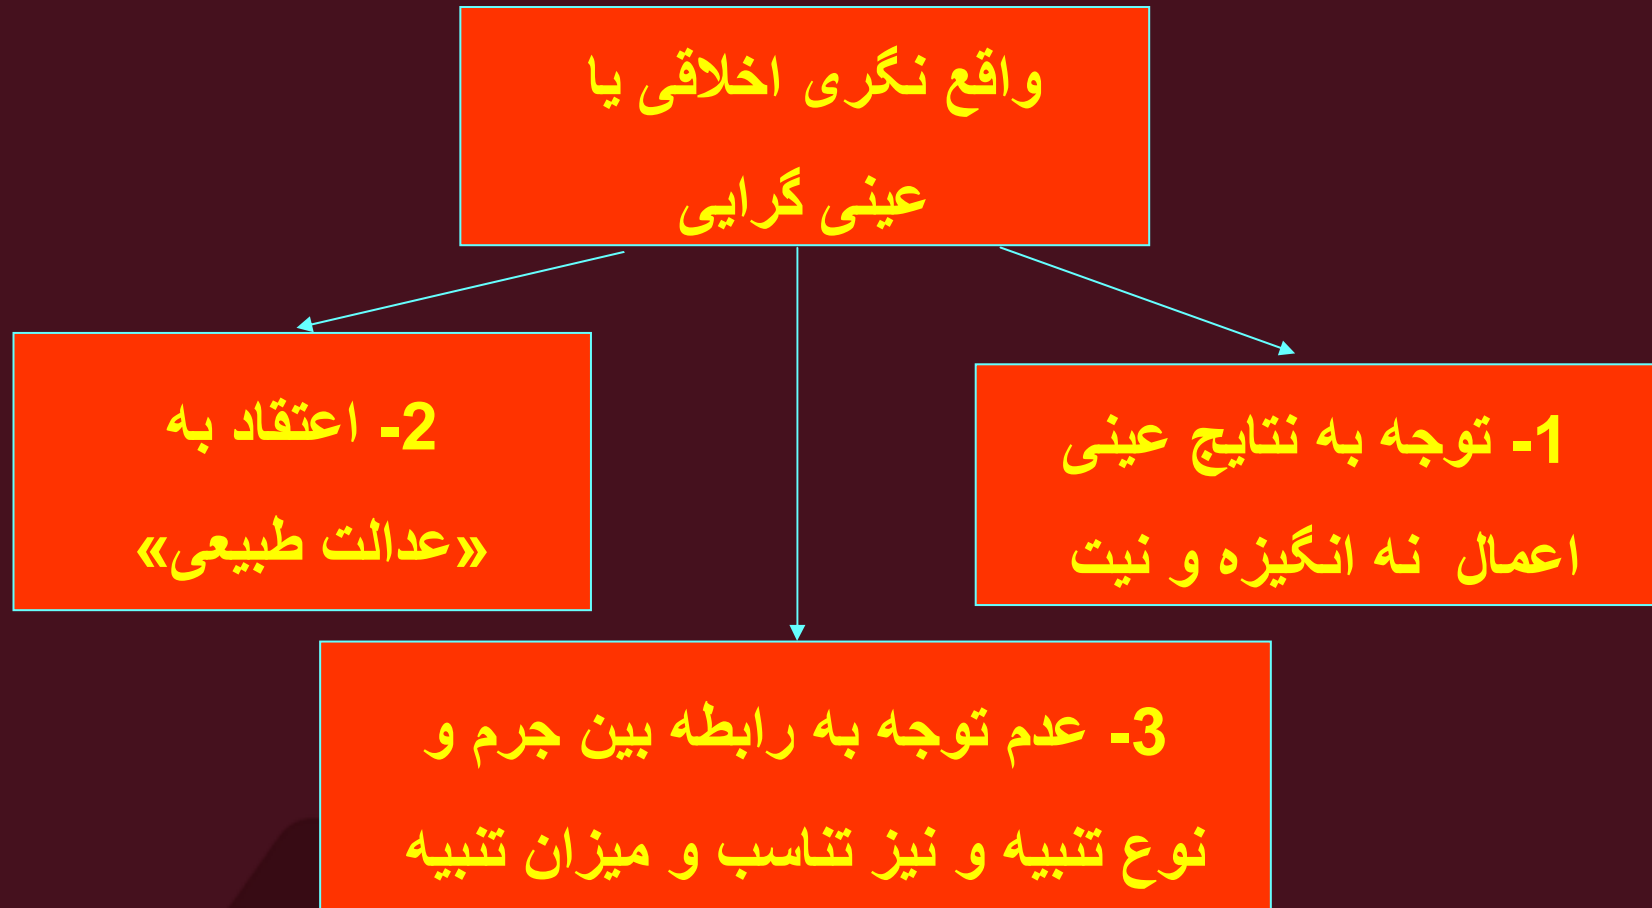 واقع نگری اخلاقی یا
عینی گرایی
1- توجه به نتایج عینی
اعمال نه انگیزه و نیت
2- اعتقاد به
«عدالت طبیعی»
3- عدم توجه به رابطه بین جرم و
نوع تنبیه و نیز تناسب و میزان تنبیه